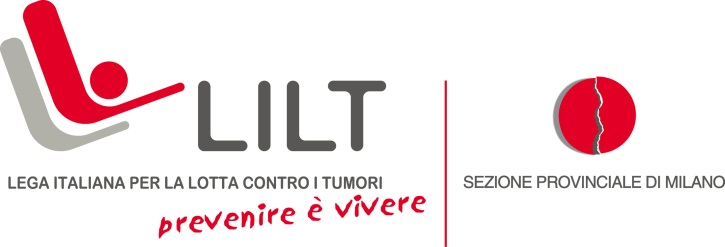 LILT
LEGA ITALIANA PER LA LOTTA CONTRO I TUMORI
prevenire è vivere
SEZIONE PROVINCIALE DI MILANO